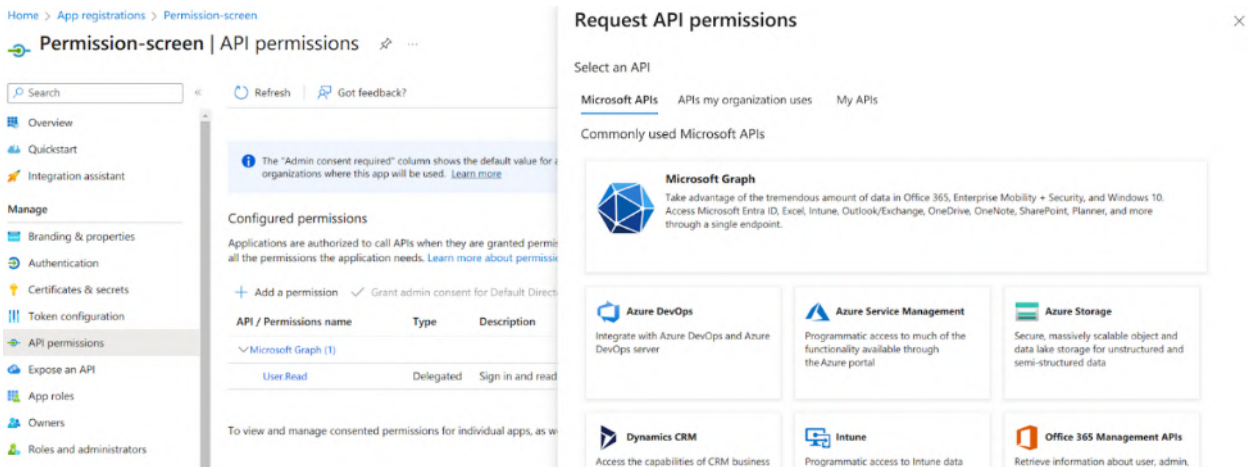 Home > App registrations > Permission-screen
Permission-screen | API permissions
Search
Overview
Quickstart
Integration assistant
Manage
Branding & properties
Authentication
Certificates & secrets
Token configuration
API permissions
Expose an API
App roles
Owners
Roles and administrators
Refresh
Got feedback?
The "Admin consent required" column shows the default value for
organizations where this app will be used. Learn more
Configured permissions
Applications are authorized to call APIs when they are granted
all the permissions the application needs. Learn more about
Add a permission
Grant admin consent for Default
API / Permissions name Type Description
Microsoft Graph (1)
User.Read Delegated Sign in and read
To view and manage consented permissions for individual apps, as
Request API permissions
Select an API
Microsoft APIs APIs my organization uses My APIs
Commonly used Microsoft APIs
Microsoft Graph
Take advantage of the tremendous amount of data in Office 365, Enterprise Mobility + Security, and Windows 10.
Access Microsoft Entra ID, Excel, Intune, Outlook/Exchange, OneDrive, OneNote, SharePoint, Planner, and more
through a single endpoint.
Azure DevOps
Integrate with Azure DevOps and Azure
DevOps server
Azure Service Management
Programmatic access to much of the
functionality available through
the Azure portal
Azure Storage
Secure, massively scalable object and
data lake storage for unstructured and
semi-structured data
Dynamics CRM
Access the capabilities of CRM business
Intune
Programmatic access to Intune data
Office 365 Management APIs
Retrieve information about user, admin,